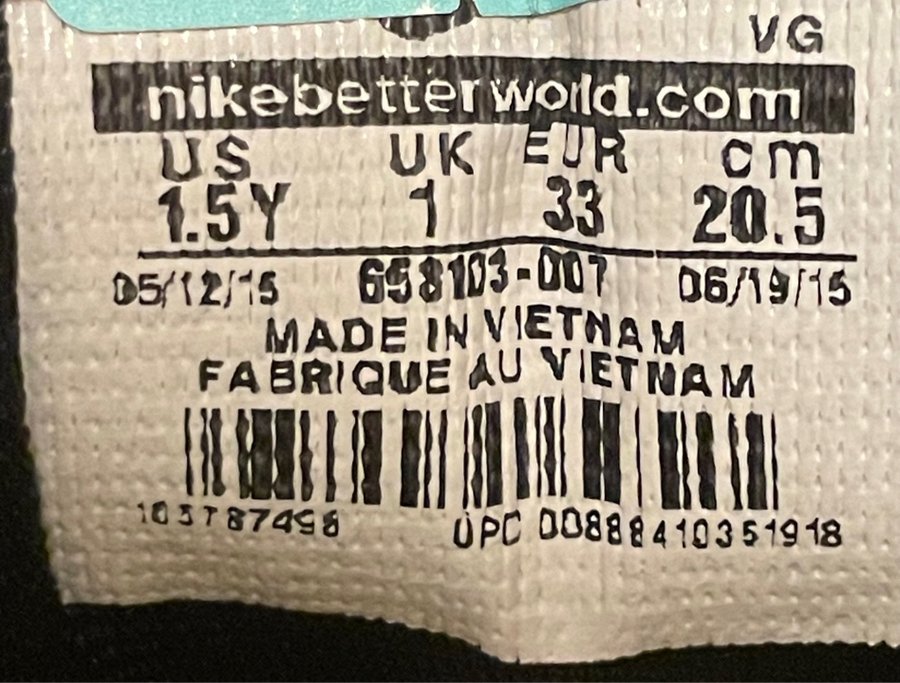 VG
nikebetterworld.com
US UK EUR cm
1.5Y 1 33 20.5
05/12/15 658103-007 06/19/15
MADE IN VIETNAM
FABRIQUE AU VIETNAM
UPC 00888410351918